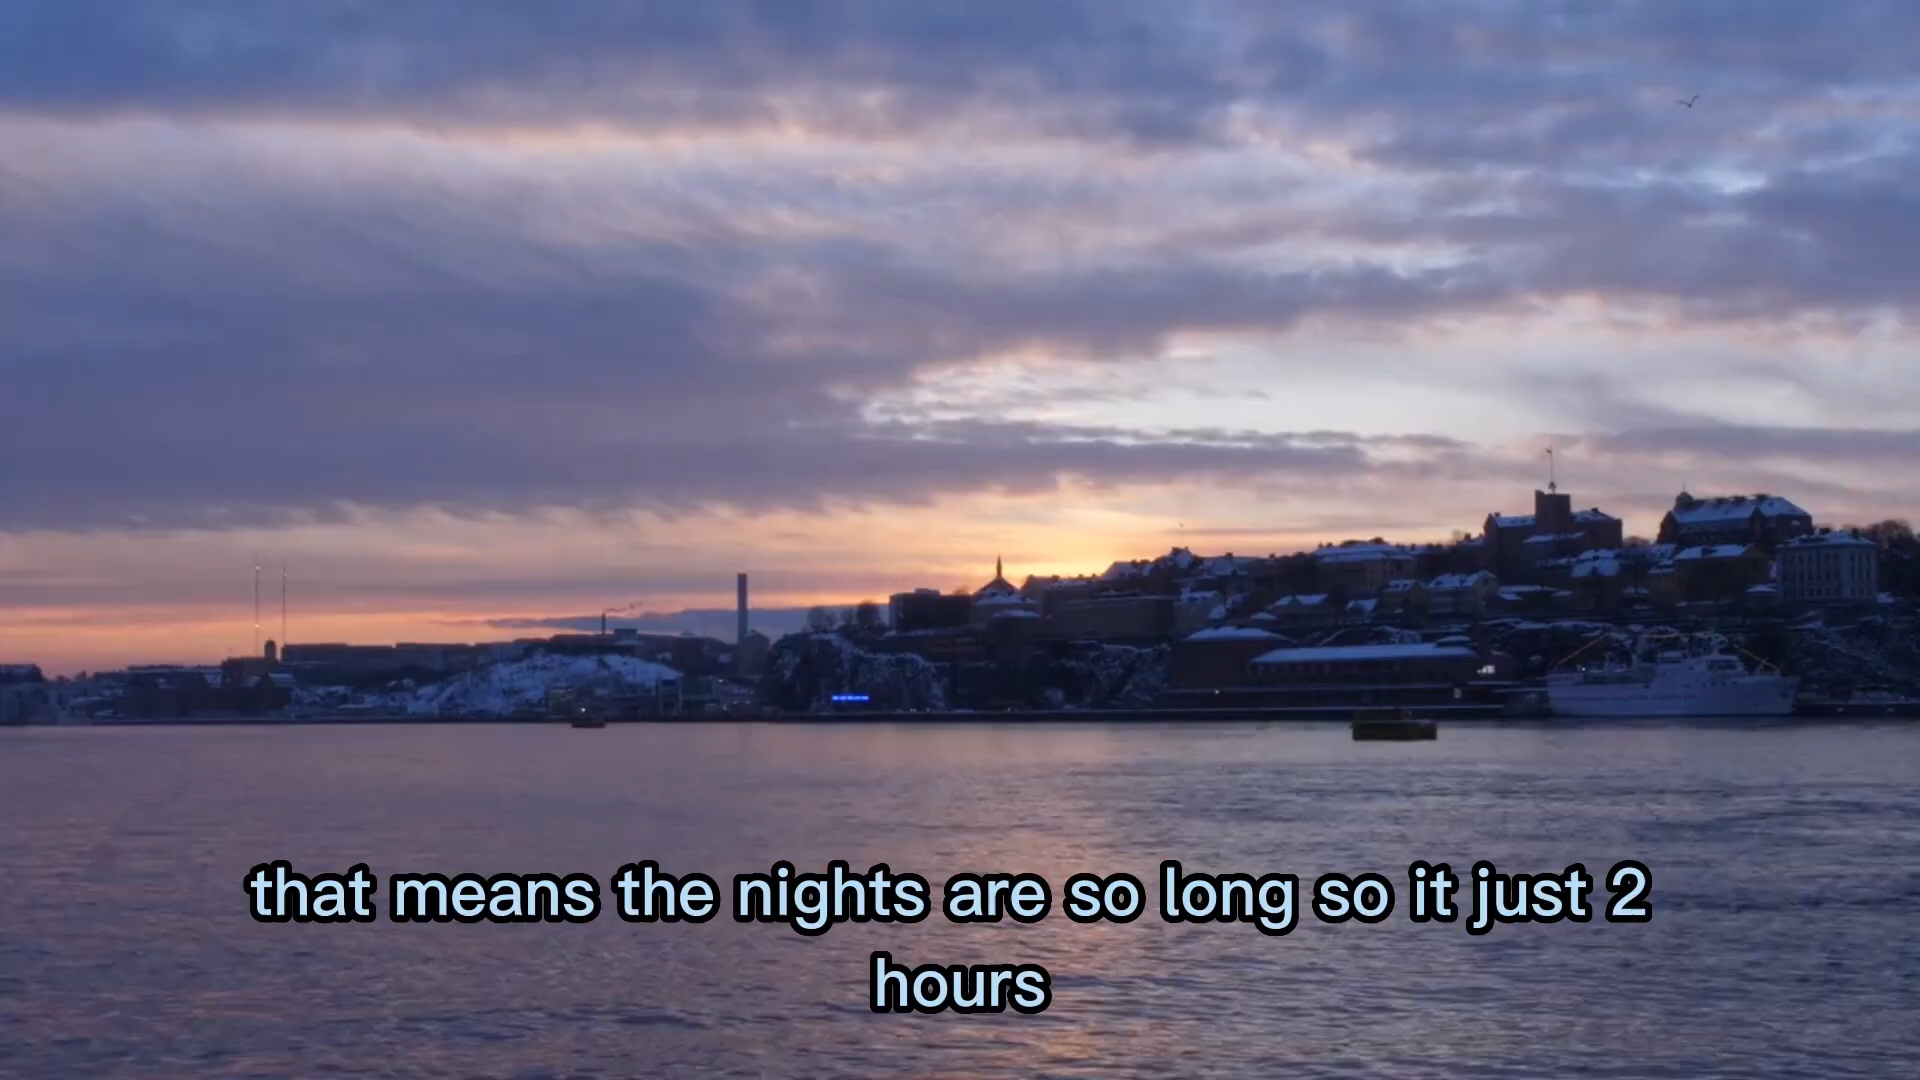 that means the nights are so long so it just 2
hours